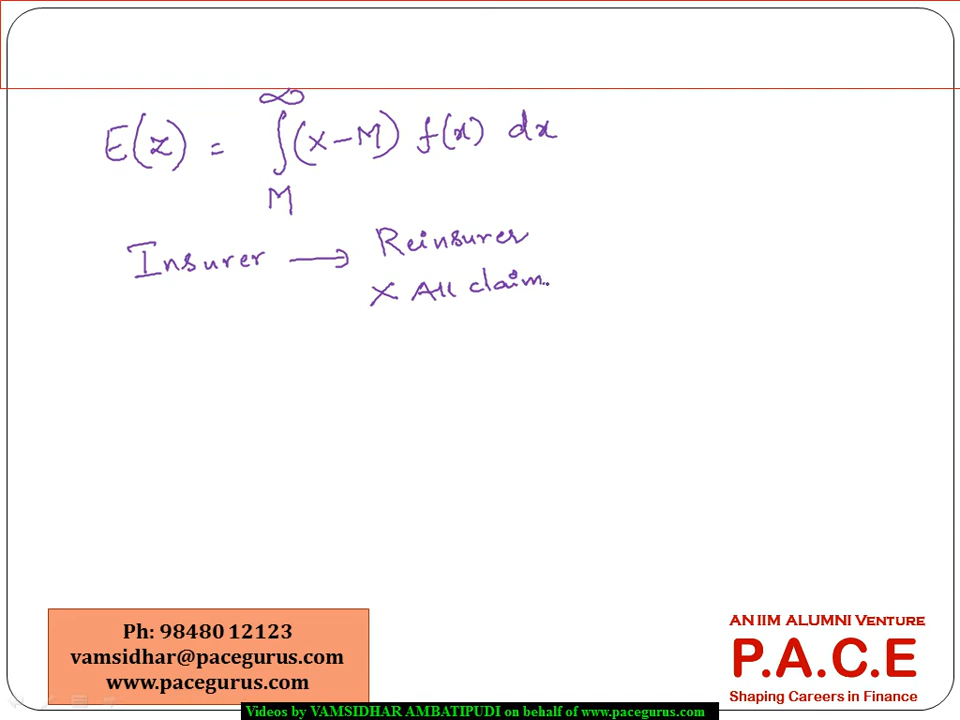 E(z) = ∫_M^∞ (x-M) f(x) dx
Insurer → Reinsurer
X All claim
Ph: 98480 12123
vamsidhar@pacegurus.com
www.pacegurus.com
AN IIM ALUMNI VENTURE
P.A.C.E
Shaping Careers in Finance
Videos by VAMSIDHAR AMBATIPUDI on behalf of www.pacegurus.com